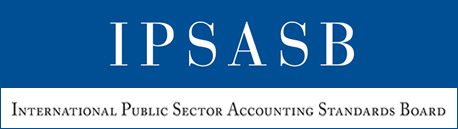 IPSASB
International Public Sector Accounting Standards Board